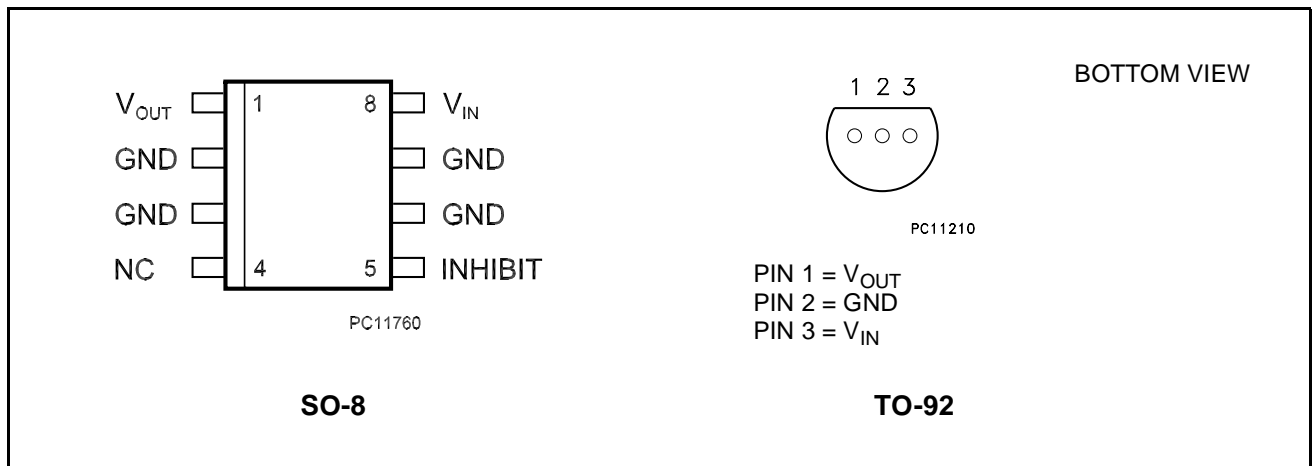 V_OUT 1 8 V_IN
GND GND
GND GND
NC 4 5 INHIBIT
PC11760
SO-8
BOTTOM VIEW
1 2 3
PC11210
PIN 1 = V_OUT
PIN 2 = GND
PIN 3 = V_IN
TO-92